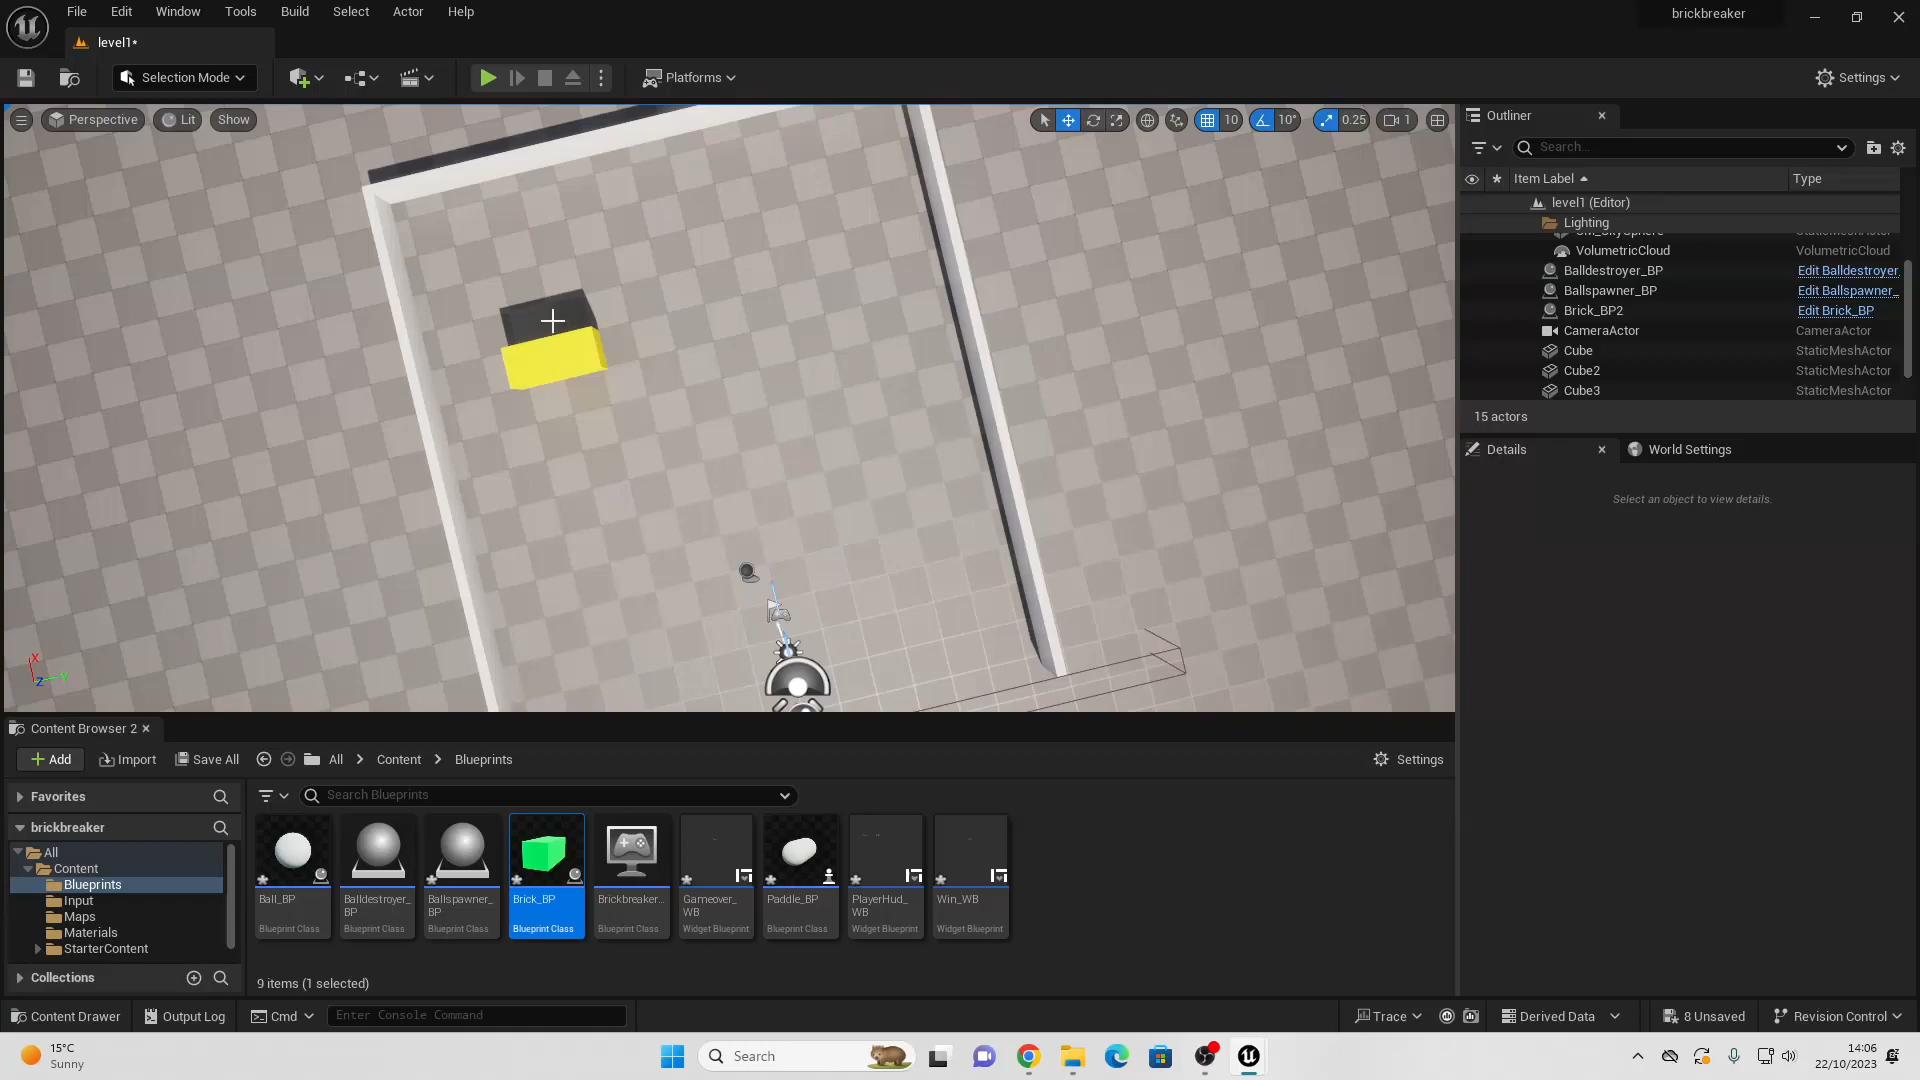 File Edit Window Tools Build Select Actor Help
brickbreaker
level1*
Selection Mode
Platforms
Settings
Perspective Lit Show
10 10° 0.25 1
Outliner
Search...
Item Label Type
level1 (Editor)
Lighting
VolumetricCloud VolumetricCloud
Balldestroyer_BP Edit Balldestroyer
Ballspawner_BP Edit Ballspawner_
Brick_BP2 Edit Brick_BP
CameraActor CameraActor
Cube StaticMeshActor
Cube2 StaticMeshActor
Cube3 StaticMeshActor
15 actors
Details World Settings
Select an object to view details.
X
Y
Z
Content Browser 2
Add Import Save All All Content Blueprints Settings
Favorites
Search Blueprints
brickbreaker
All
Content
Blueprints
Input
Maps
Materials
StarterContent
Collections
Ball_BP
Blueprint Class
Balldestroyer_
BP
Blueprint Class
Ballspawner_
BP
Blueprint Class
Brick_BP
Blueprint Class
Brickbreaker...
Blueprint Class
Gameover_
WB
Widget Blueprint
Paddle_BP
Blueprint Class
PlayerHud_
WB
Widget Blueprint
Win_WB
Widget Blueprint
9 items (1 selected)
Content Drawer Output Log Cmd Enter Console Command Trace Derived Data 8 Unsaved Revision Control
15°C
Sunny
Search
14:06
22/10/2023